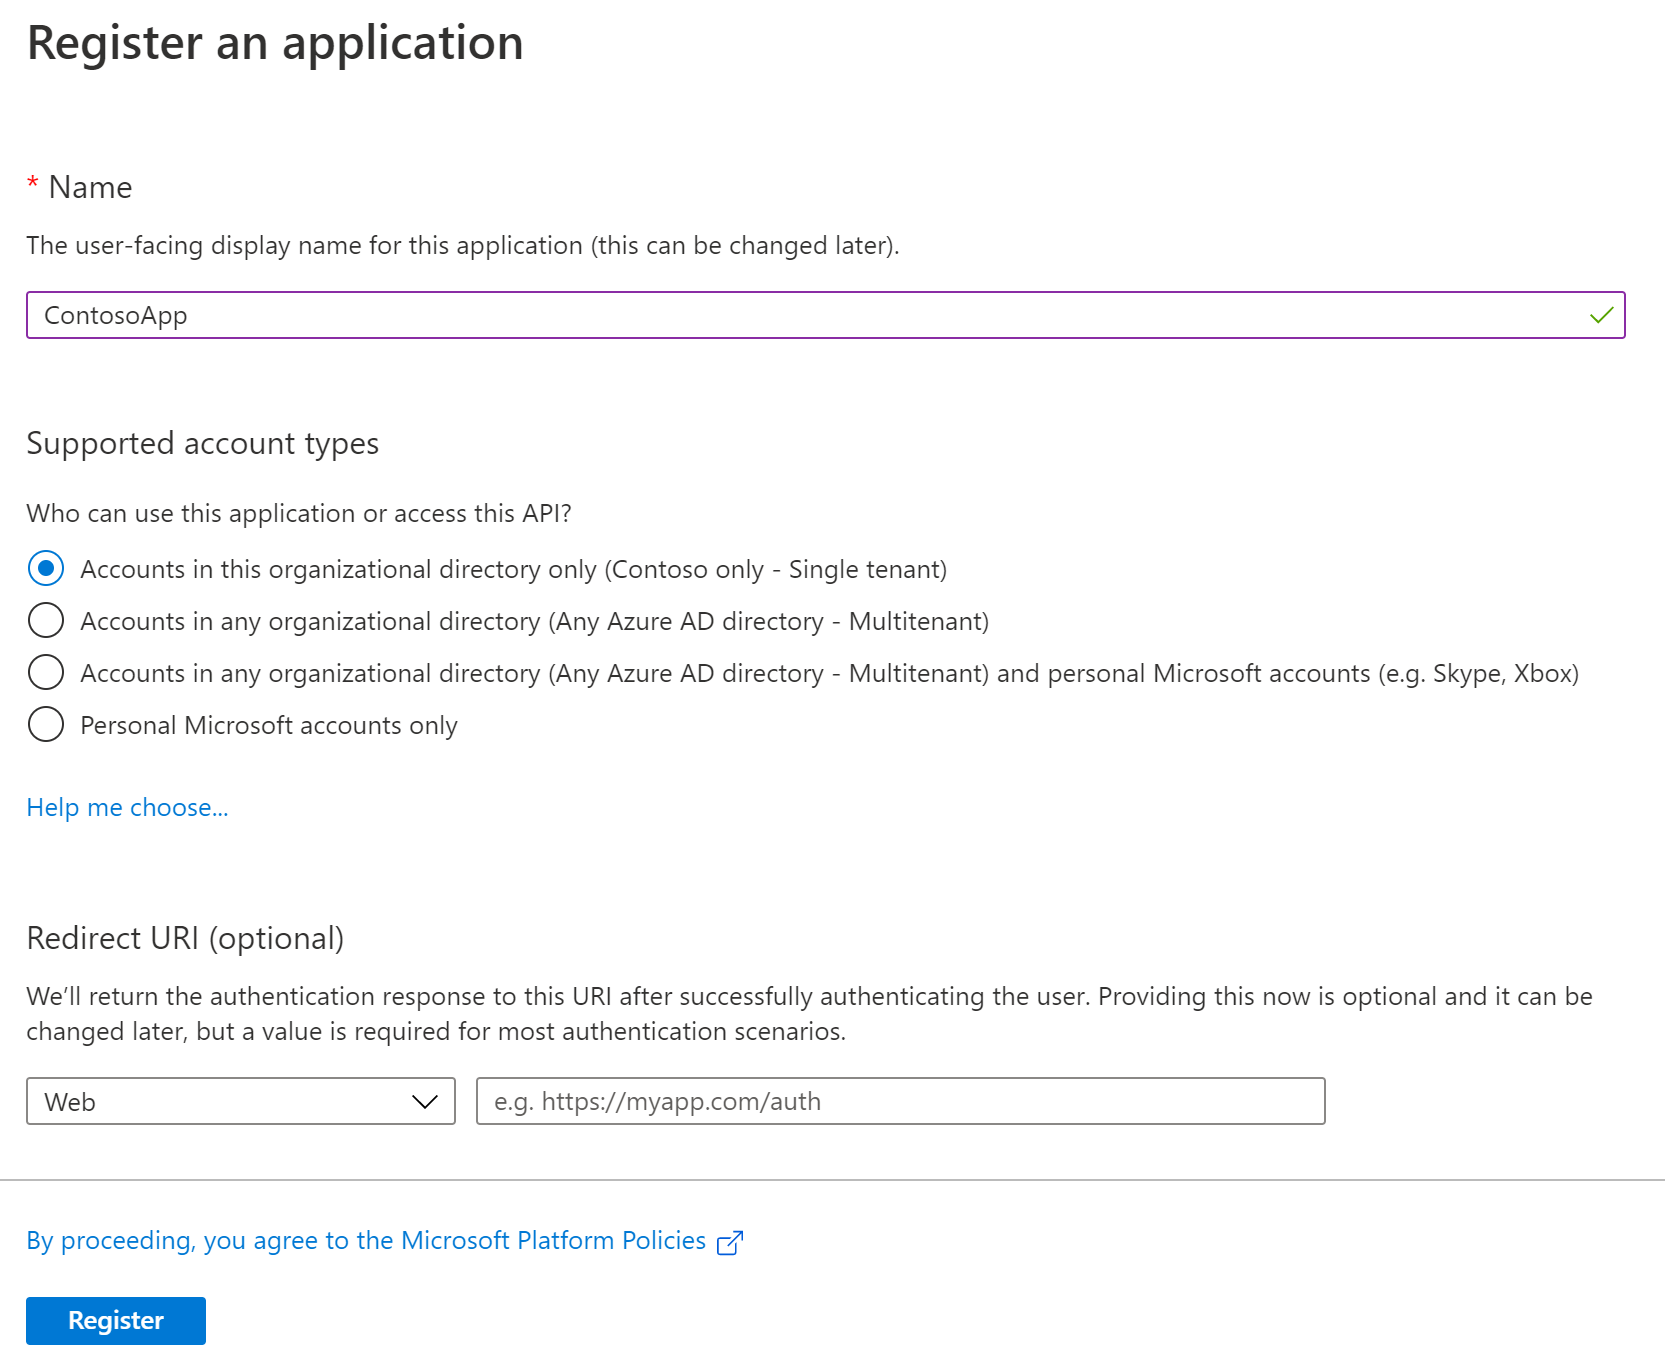 Register an application
* Name
The user-facing display name for this application (this can be changed later).
ContosoApp
Supported account types
Who can use this application or access this API?
Accounts in this organizational directory only (Contoso only - Single tenant)
Accounts in any organizational directory (Any Azure AD directory - Multitenant)
Accounts in any organizational directory (Any Azure AD directory - Multitenant) and personal Microsoft accounts (e.g. Skype, Xbox)
Personal Microsoft accounts only
Help me choose...
Redirect URI (optional)
We’ll return the authentication response to this URI after successfully authenticating the user. Providing this now is optional and it can be
changed later, but a value is required for most authentication scenarios.
Web
e.g. https://myapp.com/auth
By proceeding, you agree to the Microsoft Platform Policies
Register